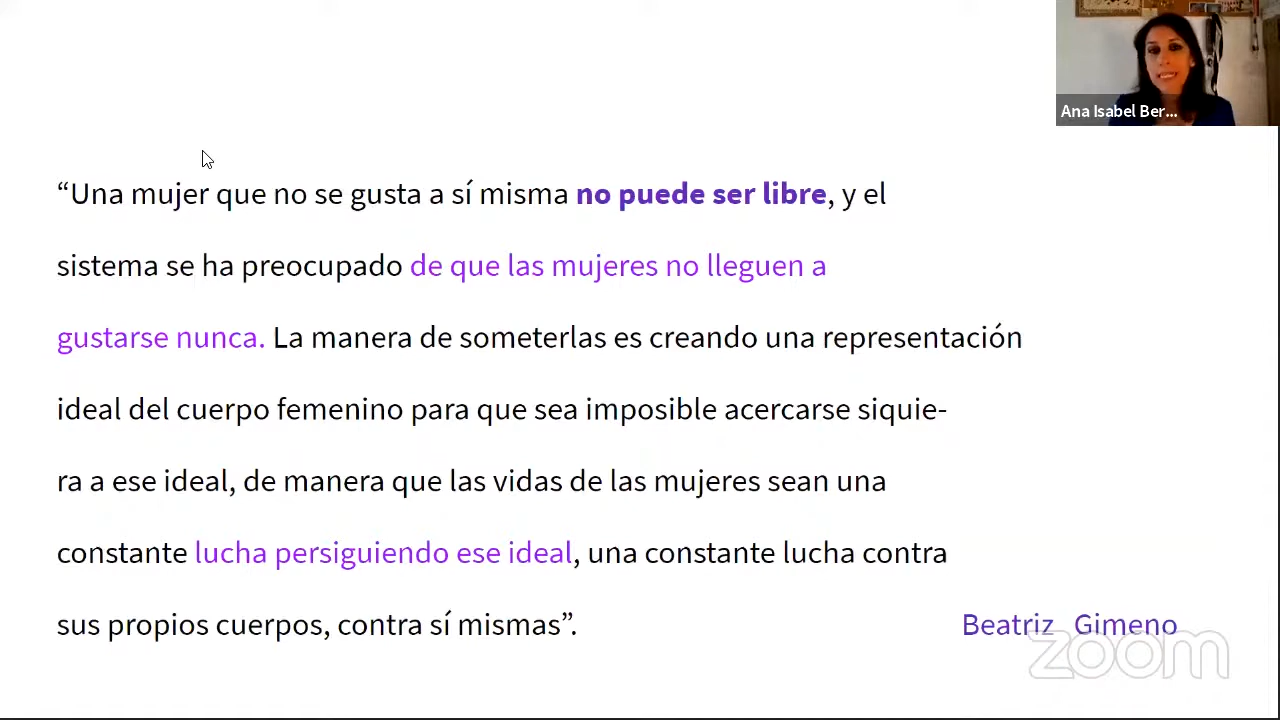 Ana Isabel Ber...
“Una mujer que no se gusta a sí misma no puede ser libre, y el
sistema se ha preocupado de que las mujeres no lleguen a
gustarse nunca. La manera de someterlas es creando una representación
ideal del cuerpo femenino para que sea imposible acercarse siquie-
ra a ese ideal, de manera que las vidas de las mujeres sean una
constante lucha persiguiendo ese ideal, una constante lucha contra
sus propios cuerpos, contra sí mismas”.
Beatriz Gimeno
zoom